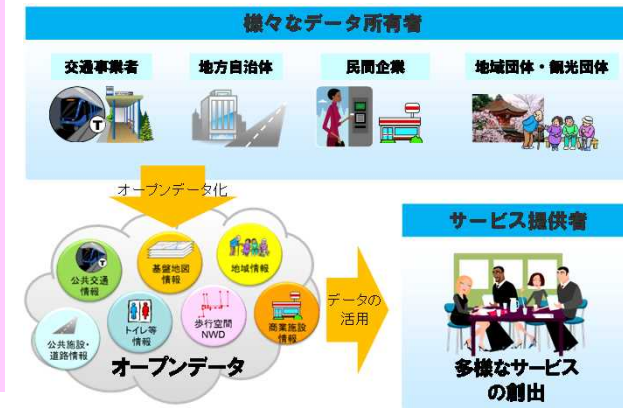 様々なデータ所有者
交通事業者
地方自治体
民間企業
地域団体・観光団体
T
オープンデータ化
公共交通
情報
基盤地図
情報
地域情報
公共施設・
道路情報
トイレ等
情報
歩行空間
NWD
商業施設
情報
オープンデータ
データの
活用
サービス提供者
多様なサービス
の創出